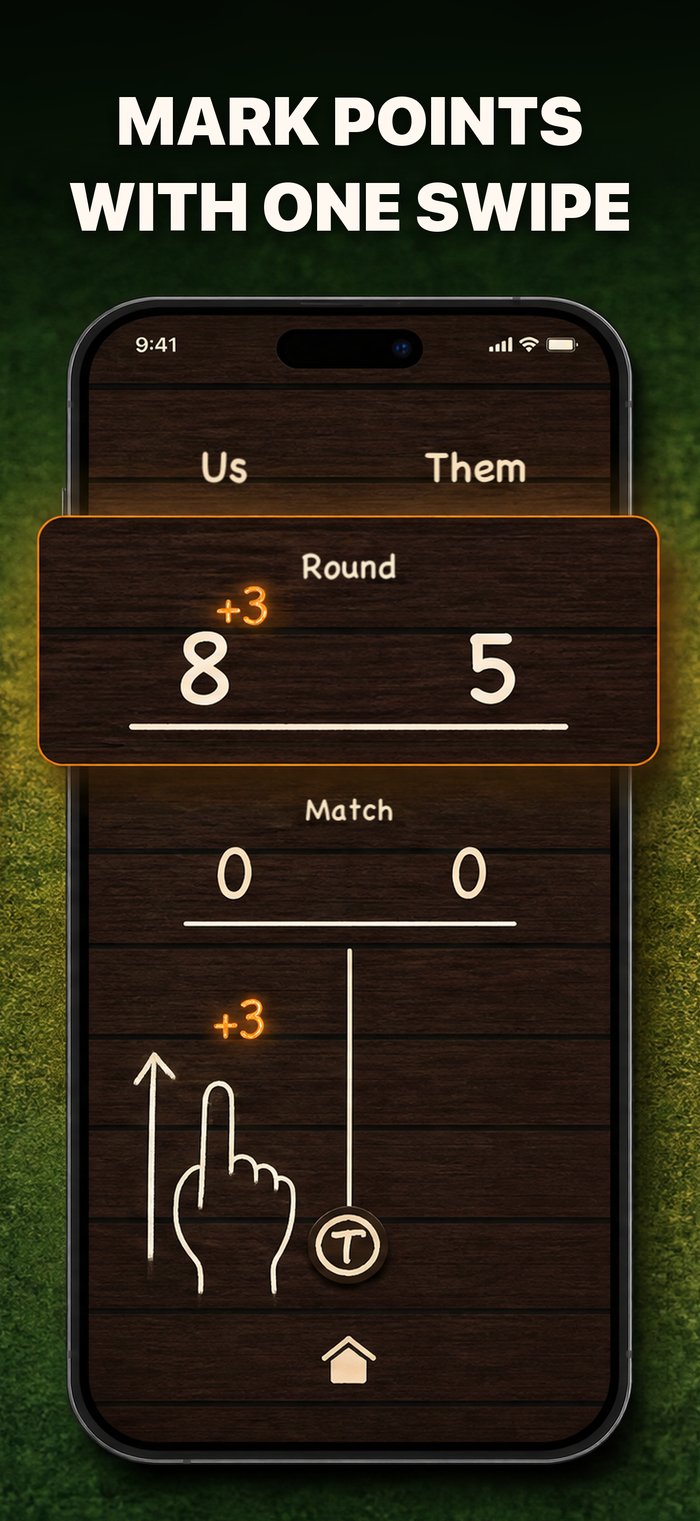 MARK POINTS
WITH ONE SWIPE
9:41
Us Them
Round
+3
8 5
Match
0 0
+3
T